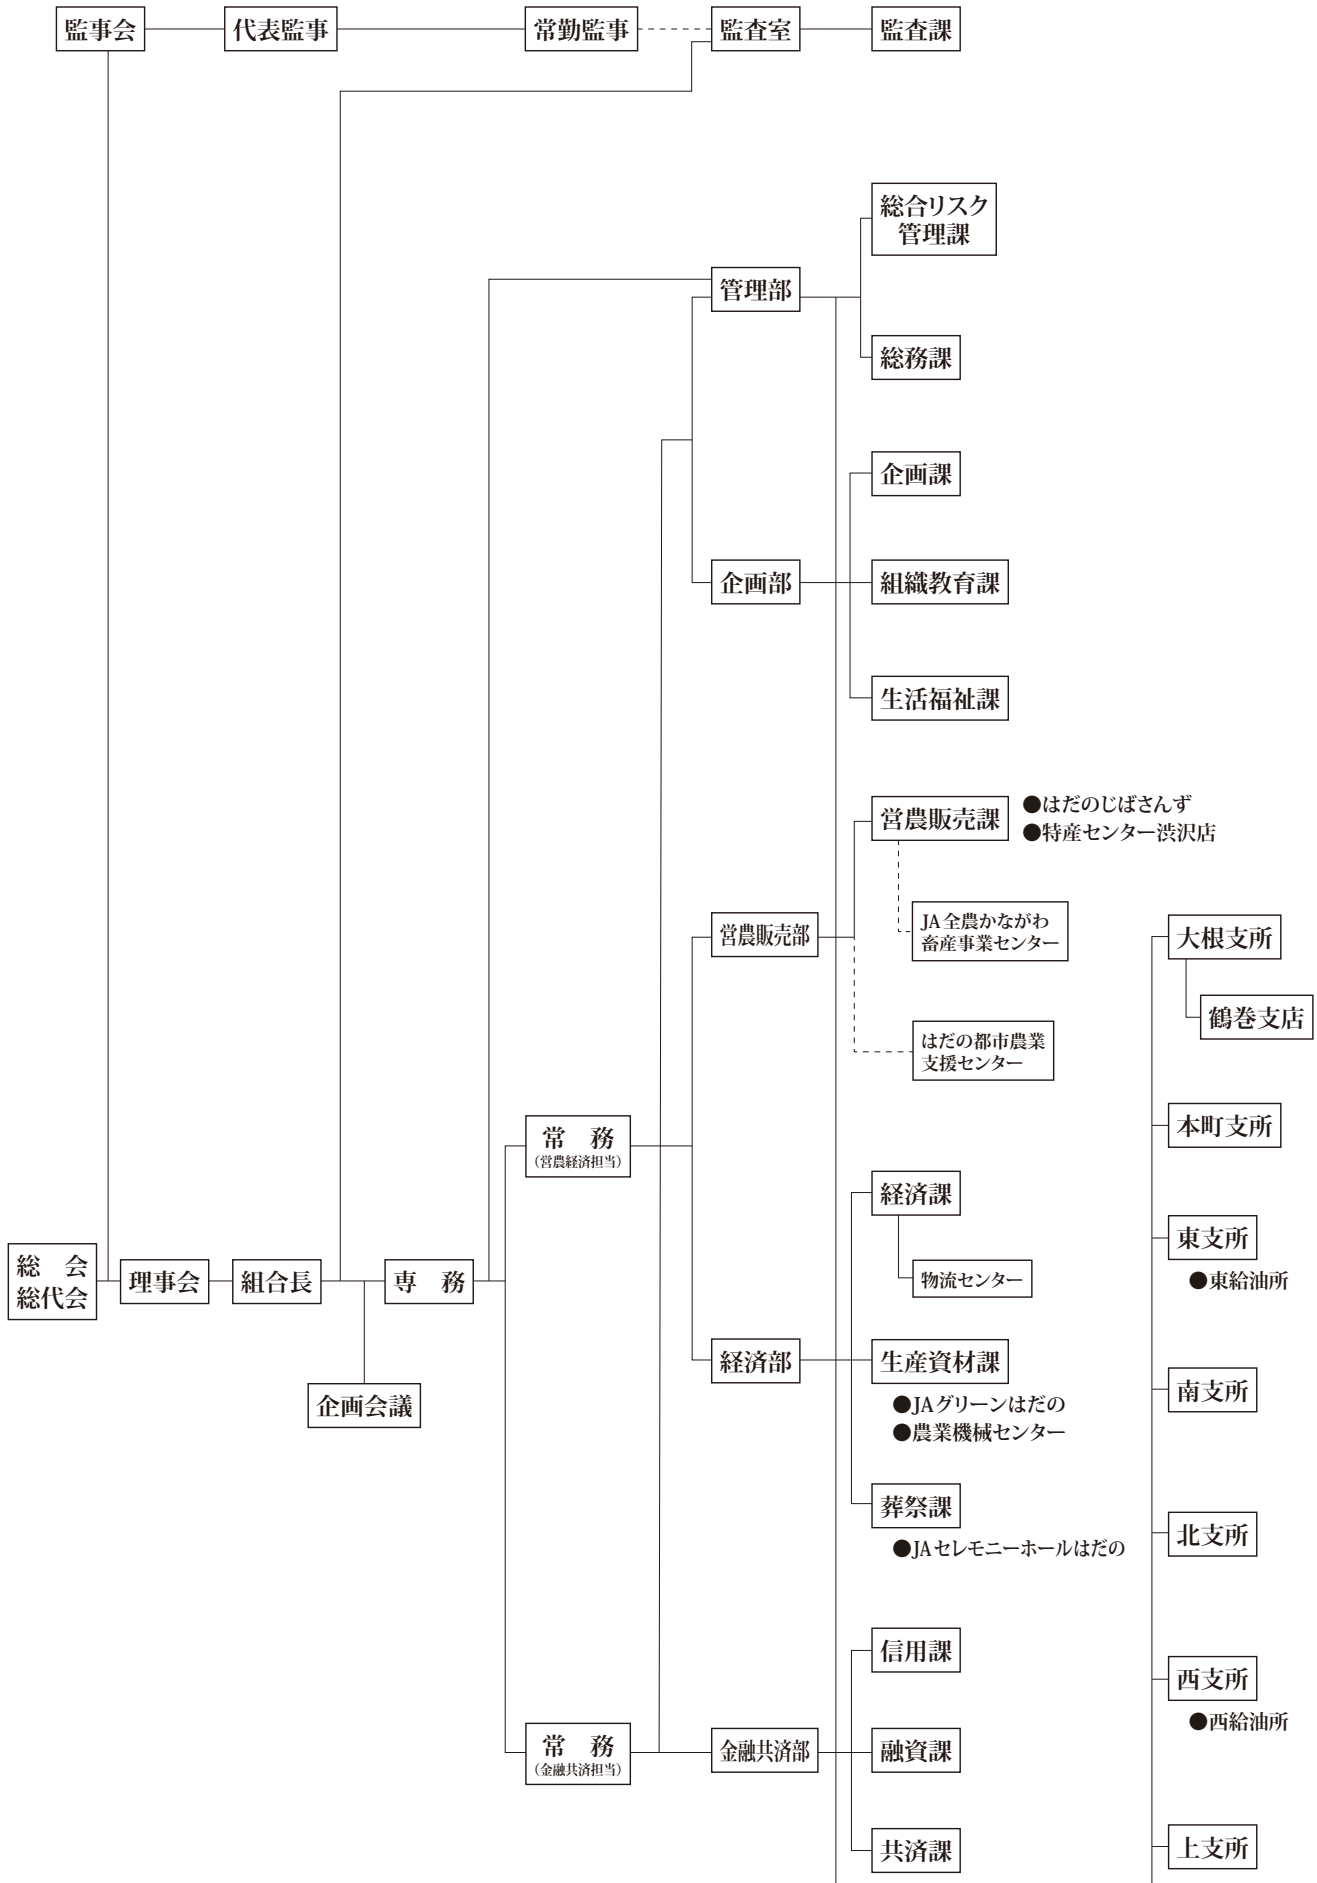 監事会
代表監事
常勤監事
監査室
監査課
総合リスク
管理課
管理部
総務課
企画課
企画部
組織教育課
生活福祉課
営農販売課
●はだのじばさんず
●特産センター渋沢店
営農販売部
JA全農かながわ
畜産事業センター
はだの都市農業
支援センター
常　務
（営農経済担当）
経済課
物流センター
総　会
総代会
理事会
組合長
専　務
企画会議
経済部
生産資材課
●JAグリーンはだの
●農業機械センター
葬祭課
●JAセレモニーホールはだの
信用課
常　務
（金融共済担当）
金融共済部
融資課
共済課
大根支所
鶴巻支店
本町支所
東支所
●東給油所
南支所
北支所
西支所
●西給油所
上支所